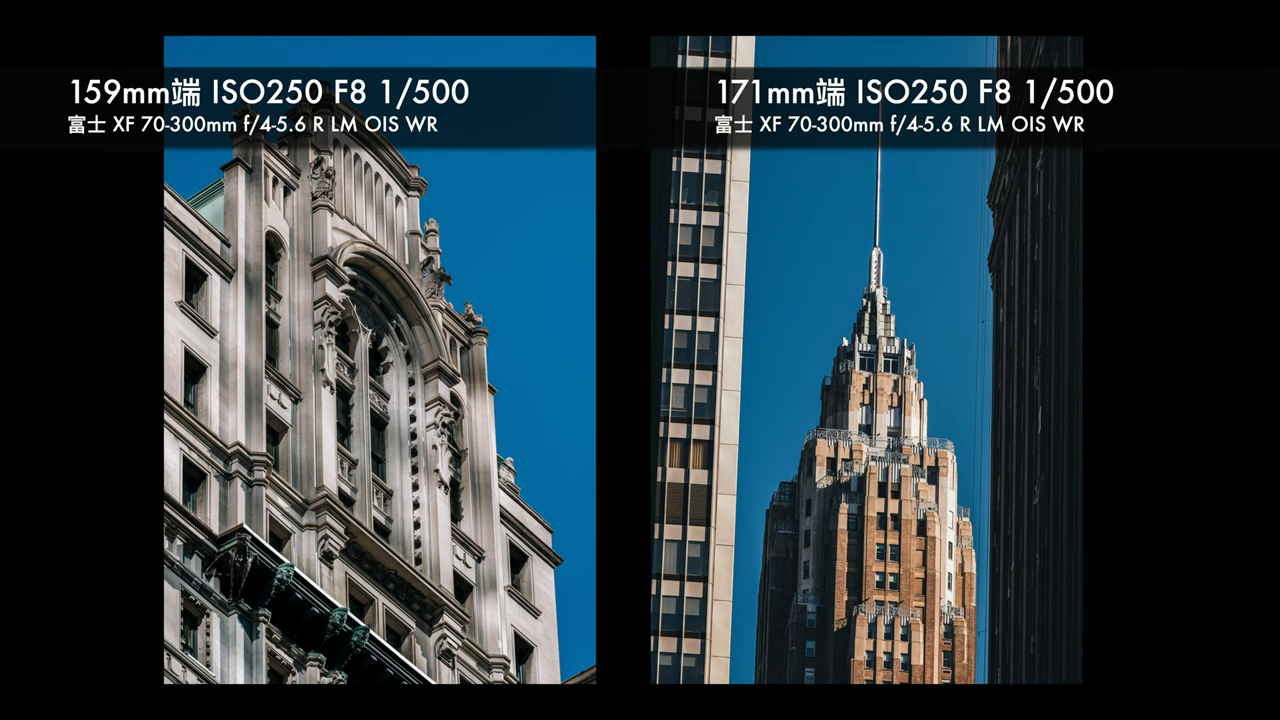 159mm端 ISO250 F8 1/500
富士 XF 70-300mm f/4-5.6 R LM OIS WR
171mm端 ISO250 F8 1/500
富士 XF 70-300mm f/4-5.6 R LM OIS WR